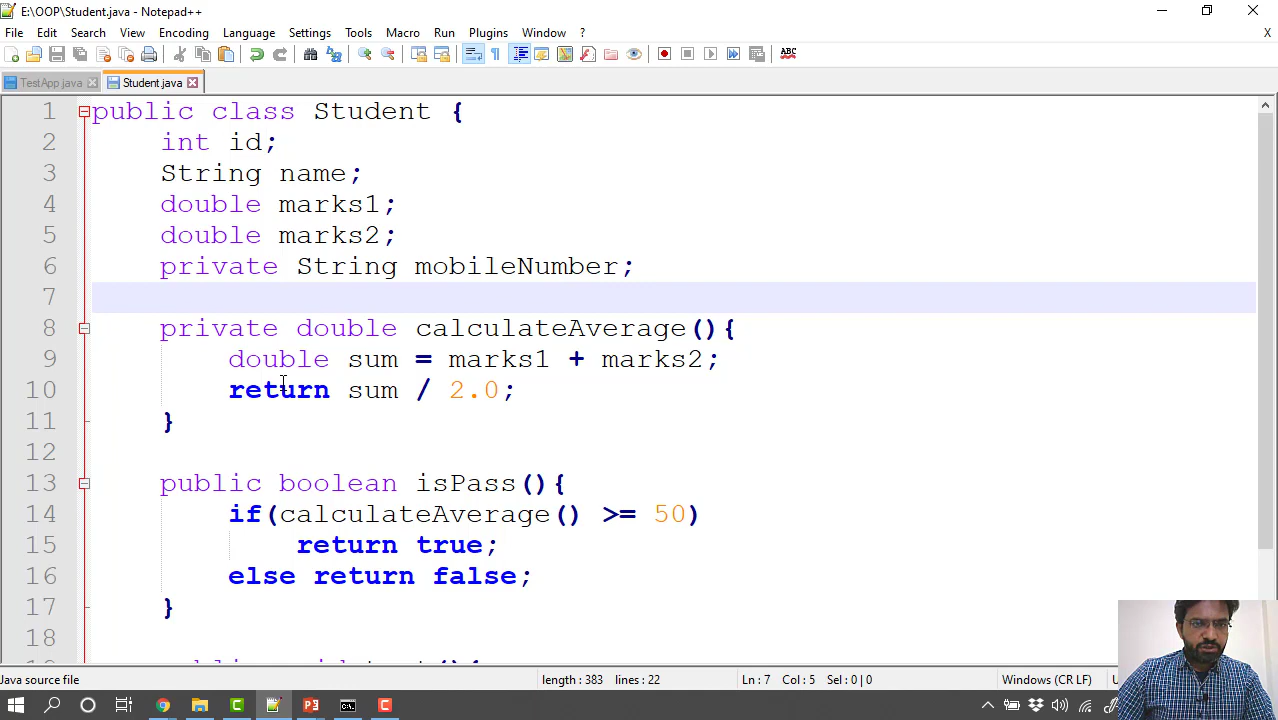 E:\OOP\Student.java - Notepad++
File Edit Search View Encoding Language Settings Tools Macro Run Plugins Window ? X
ABC
TestApp.java Student.java
1 public class Student {
2 int id;
3 String name;
4 double marks1;
5 double marks2;
6 private String mobileNumber;
7
8 private double calculateAverage(){
9 double sum = marks1 + marks2;
10 return sum / 2.0;
11 }
12
13 public boolean isPass(){
14 if(calculateAverage() >= 50)
15 return true;
16 else return false;
17 }
18
Java source file length : 383 lines : 22 Ln : 7 Col : 5 Sel : 0 | 0 Windows (CR LF)